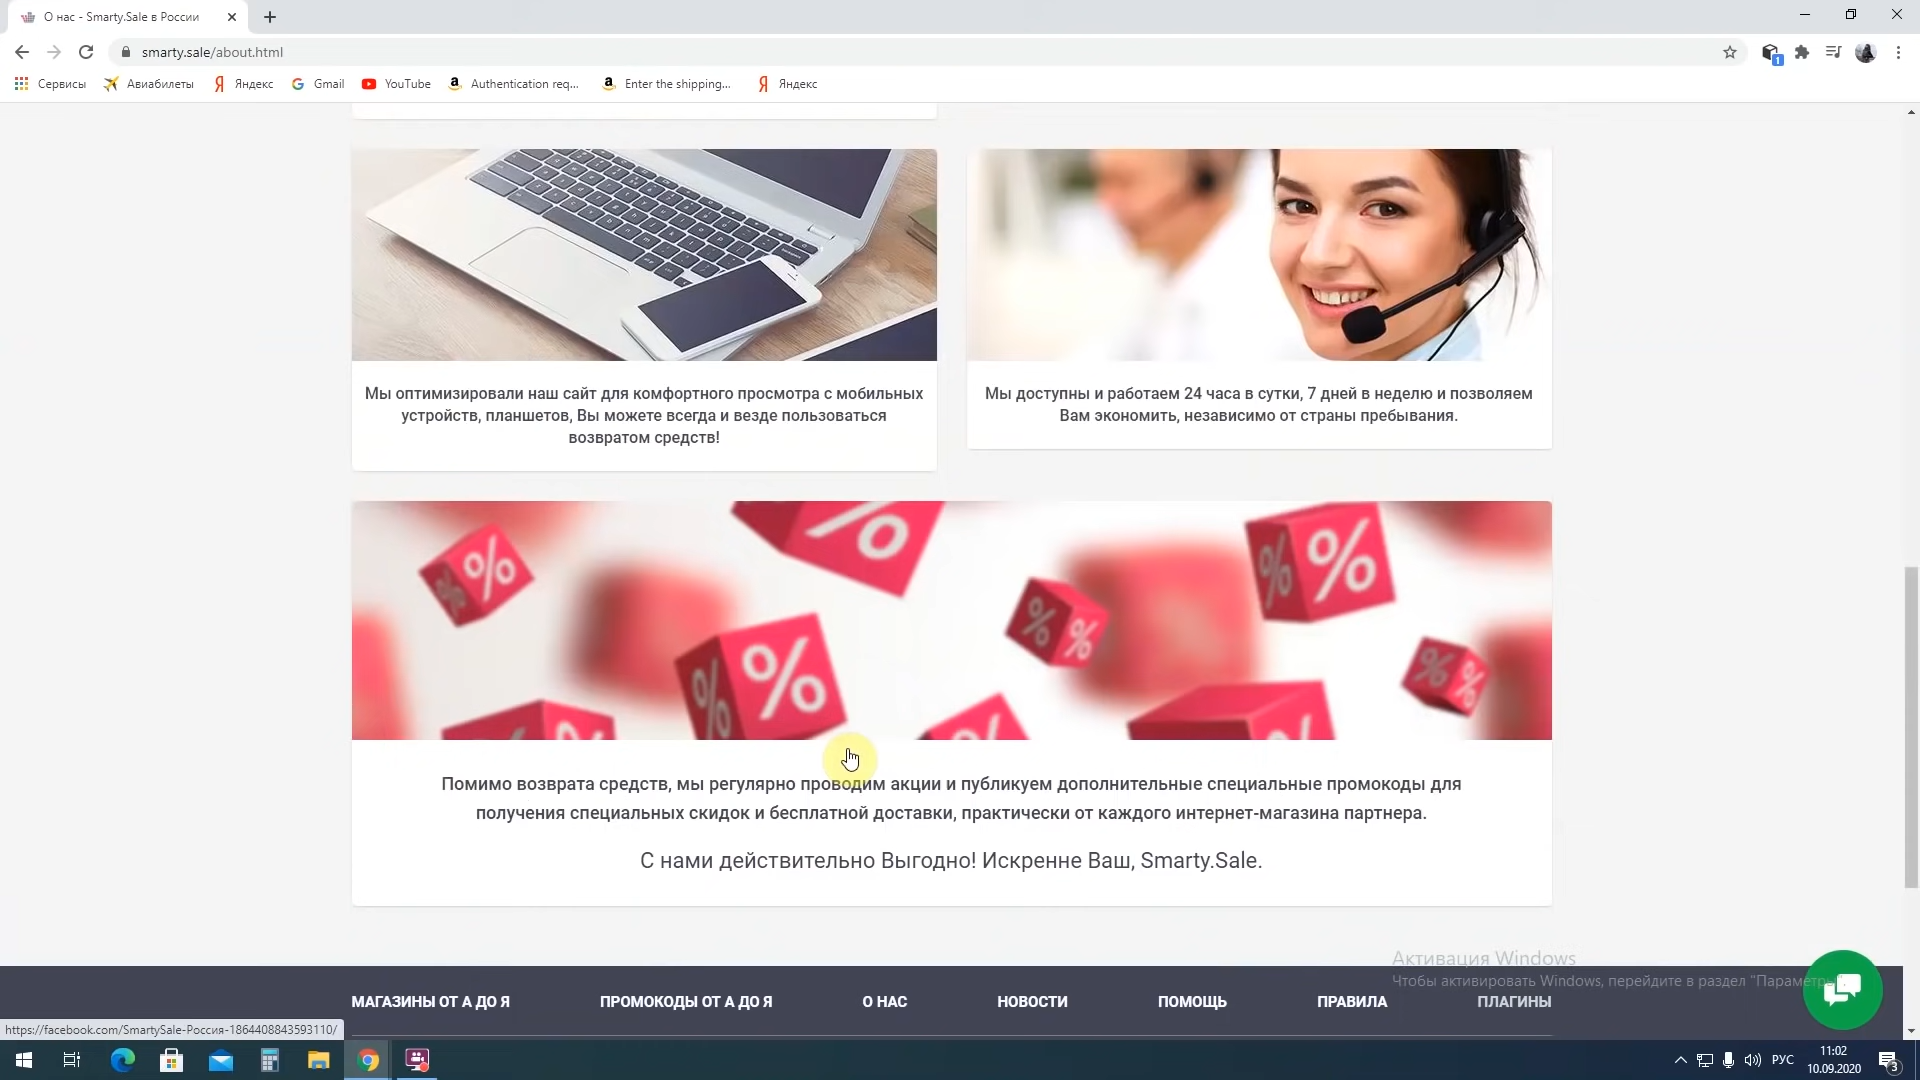 О нас - Smarty.Sale в России
smarty.sale/about.html
Сервисы
Авиабилеты
Яндекс
Gmail
YouTube
Authentication req...
Enter the shipping...
Яндекс
Мы оптимизировали наш сайт для комфортного просмотра с мобильных
устройств, планшетов, Вы можете всегда и везде пользоваться
возвратом средств!
Мы доступны и работаем 24 часа в сутки, 7 дней в неделю и позволяем
Вам экономить, независимо от страны пребывания.
Помимо возврата средств, мы регулярно проводим акции и публикуем дополнительные специальные промокоды для
получения специальных скидок и бесплатной доставки, практически от каждого интернет-магазина партнера.
С нами действительно Выгодно! Искренне Ваш, Smarty.Sale.
Активация Windows
Чтобы активировать Windows, перейдите в раздел "Параметры
МАГАЗИНЫ ОТ А ДО Я
ПРОМОКОДЫ ОТ А ДО Я
О НАС
НОВОСТИ
ПОМОЩЬ
ПРАВИЛА
ПЛАГИНЫ
https://facebook.com/SmartySale-Россия-1864408843593110/
РУС
11:02
10.09.2020
3